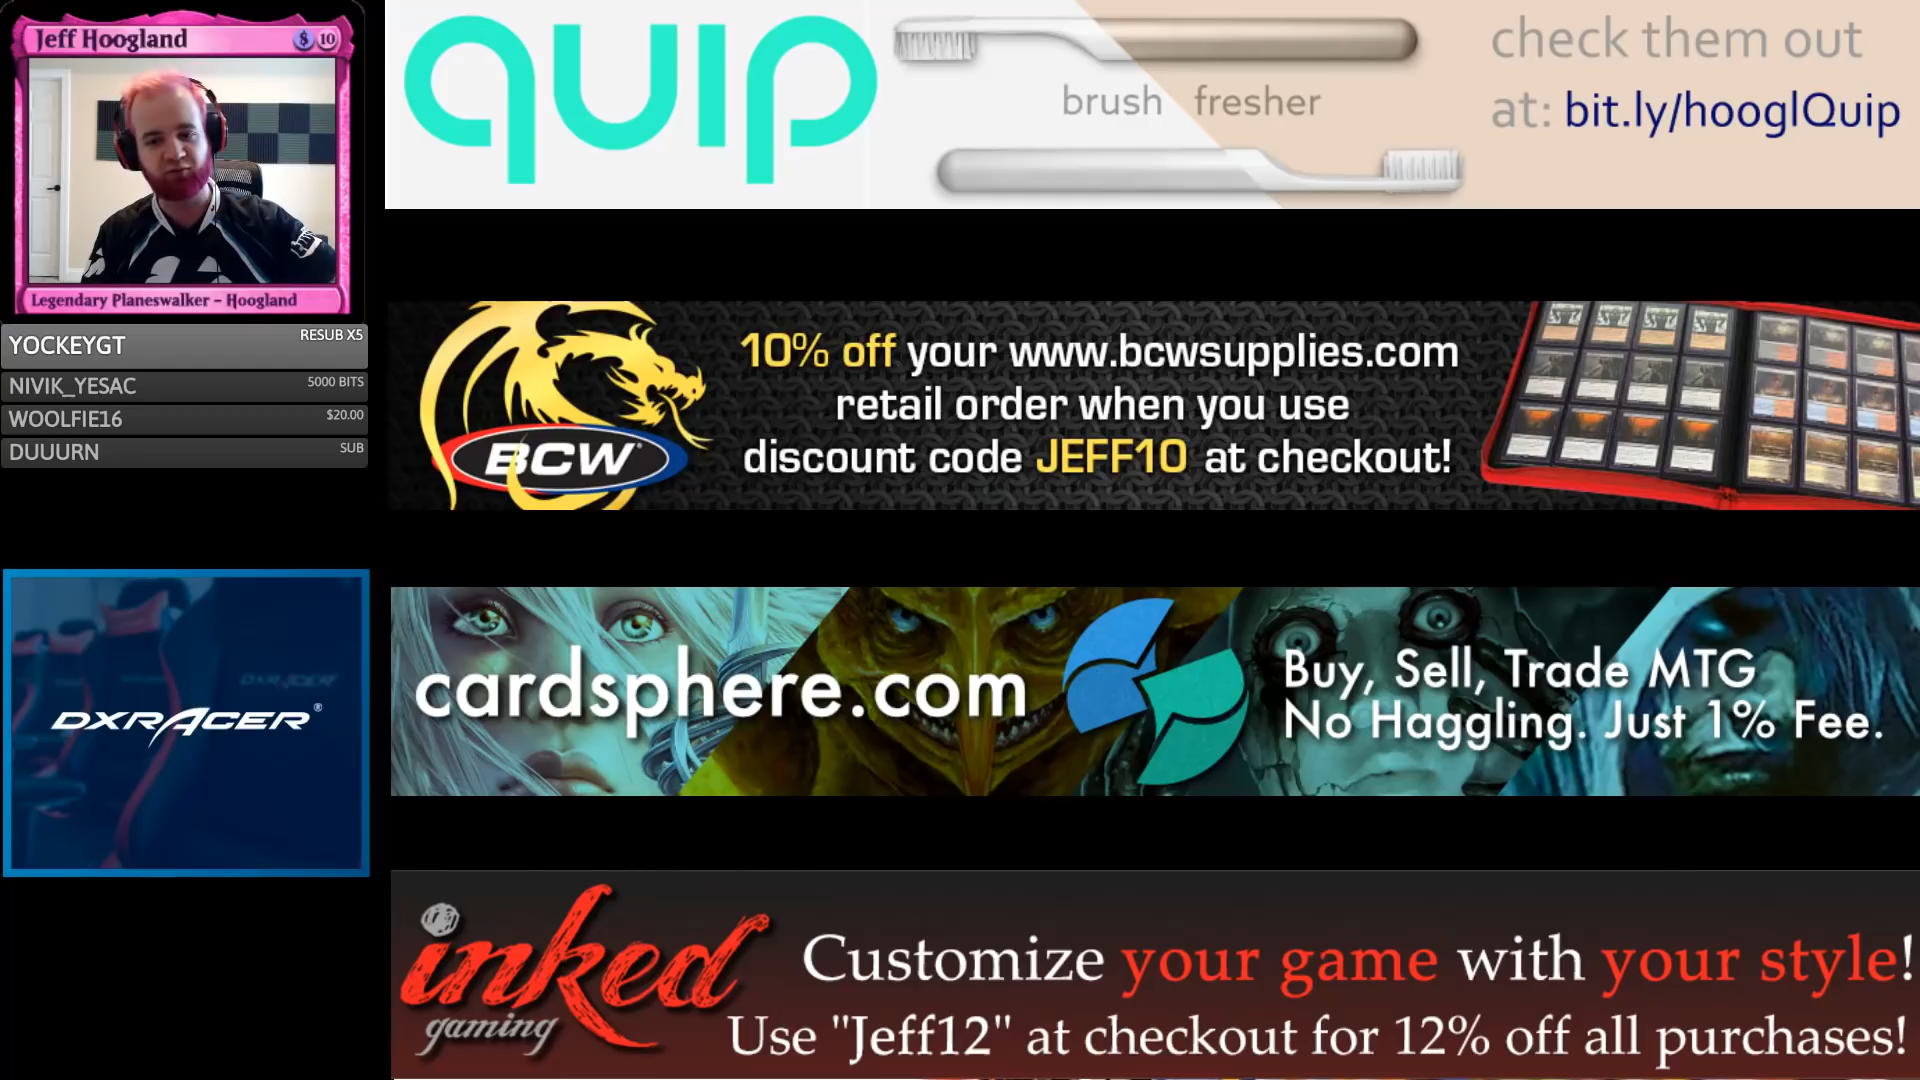 Jeff Hoogland
$ 10
Legendary Planeswalker – Hoogland
YOCKEYGT RESUB X5
NIVIK_YESAC 5000 BITS
WOOLFIE16 $20.00
DUUURN SUB
DXRACER®
quip
brush fresher
check them out
at: bit.ly/hooglQuip
BCW
10% off your www.bcwsupplies.com
retail order when you use
discount code JEFF10 at checkout!
cardsphere.com
Buy, Sell, Trade MTG
No Haggling. Just 1% Fee.
inked
gaming
Customize your game with your style!
Use "Jeff12" at checkout for 12% off all purchases!